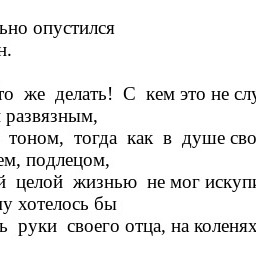 ьно опустился
н.
то же делать! С кем это не слу
развязным,
тоном, тогда как в душе сво
ем, подлецом,
й целой жизнью не мог искупи
у хотелось бы
ь руки своего отца, на коленях